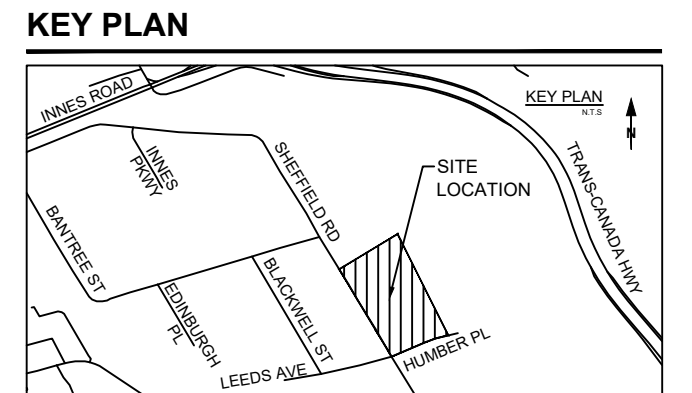 KEY PLAN
INNES ROAD
KEY PLAN
N.T.S
N
INNES
PKWY
SHEFFIELD RD
SITE
LOCATION
TRANS-CANADA HWY
BANTREE ST
EDINBURGH
PL
BLACKWELL ST
HUMBER PL
LEEDS AVE